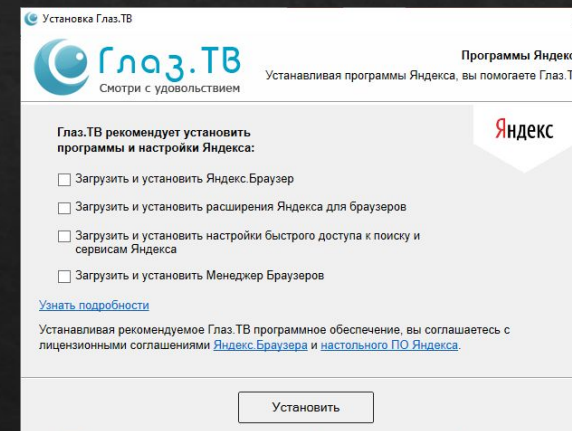 Установка Глаз.ТВ
Глаз.ТВ
Смотри с удовольствием
Программы Яндекс
Устанавливая программы Яндекса, вы помогаете Глаз.Т
Яндекс
Глаз.ТВ рекомендует установить
программы и настройки Яндекса:
Загрузить и установить Яндекс.Браузер
Загрузить и установить расширения Яндекса для браузеров
Загрузить и установить настройки быстрого доступа к поиску и
сервисам Яндекса
Загрузить и установить Менеджер Браузеров
Узнать подробности
Устанавливая рекомендуемое Глаз.ТВ программное обеспечение, вы соглашаетесь с
лицензионными соглашениями Яндекс.Браузера и настольного ПО Яндекса.
Установить